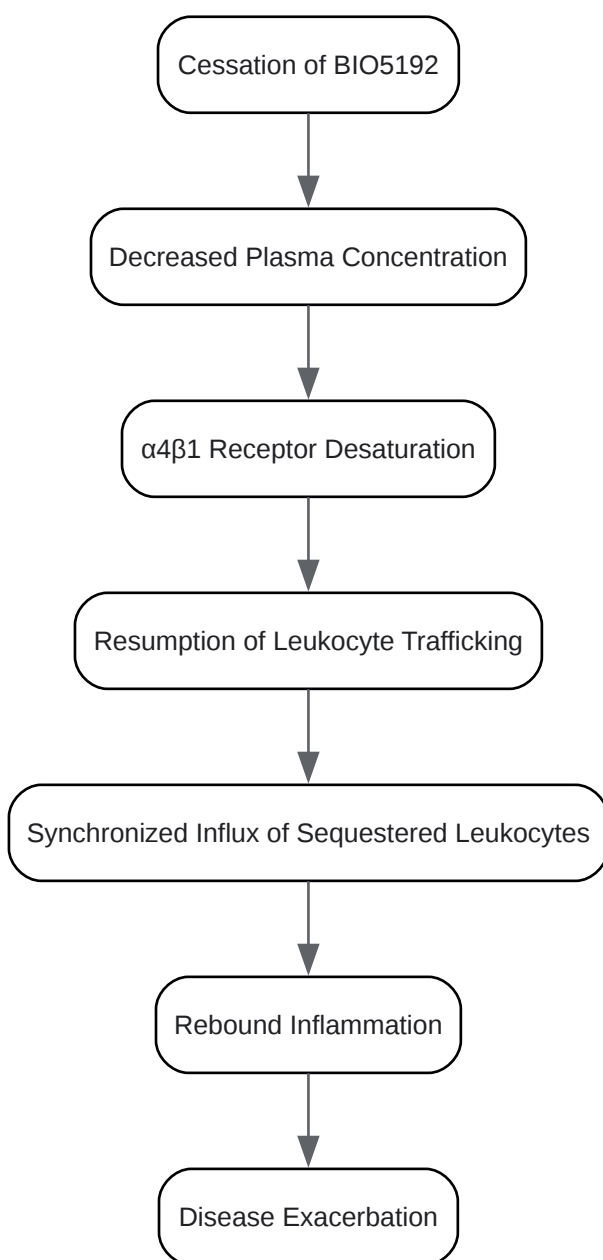 Cessation of BIO5192
Decreased Plasma Concentration
α4β1 Receptor Desaturation
Resumption of Leukocyte Trafficking
Synchronized Influx of Sequestered Leukocytes
Rebound Inflammation
Disease Exacerbation